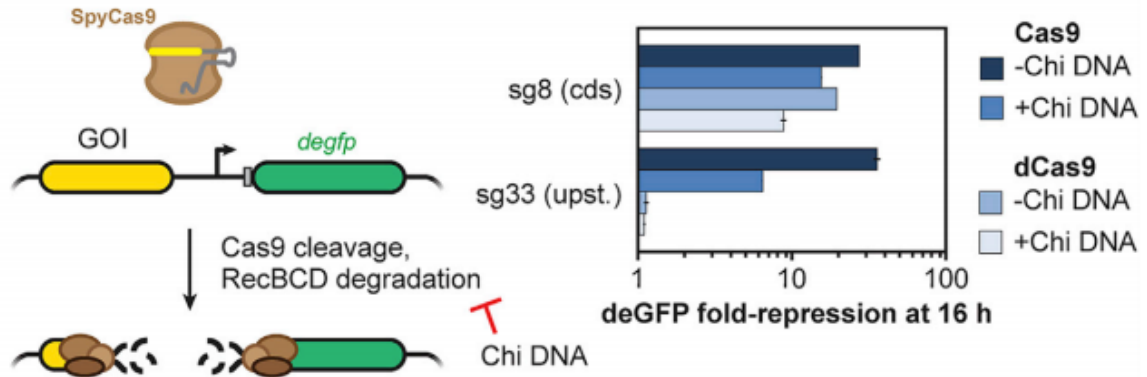 SpyCas9
GOI
degfp
Cas9 cleavage,
RecBCD degradation
Chi DNA
sg8 (cds)
sg33 (upst.)
1
10
100
deGFP fold-repression at 16 h
Cas9
-Chi DNA
+Chi DNA
dCas9
-Chi DNA
+Chi DNA